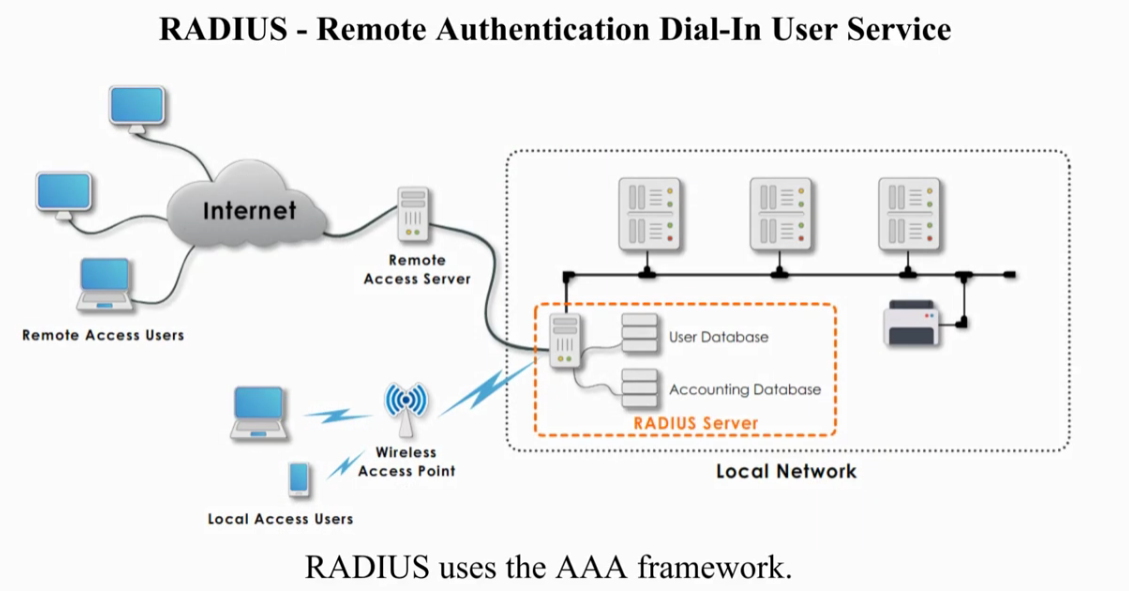 RADIUS - Remote Authentication Dial-In User Service
Internet
Remote
Access Server
Remote Access Users
User Database
Accounting Database
RADIUS Server
Wireless
Access Point
Local Network
Local Access Users
RADIUS uses the AAA framework.